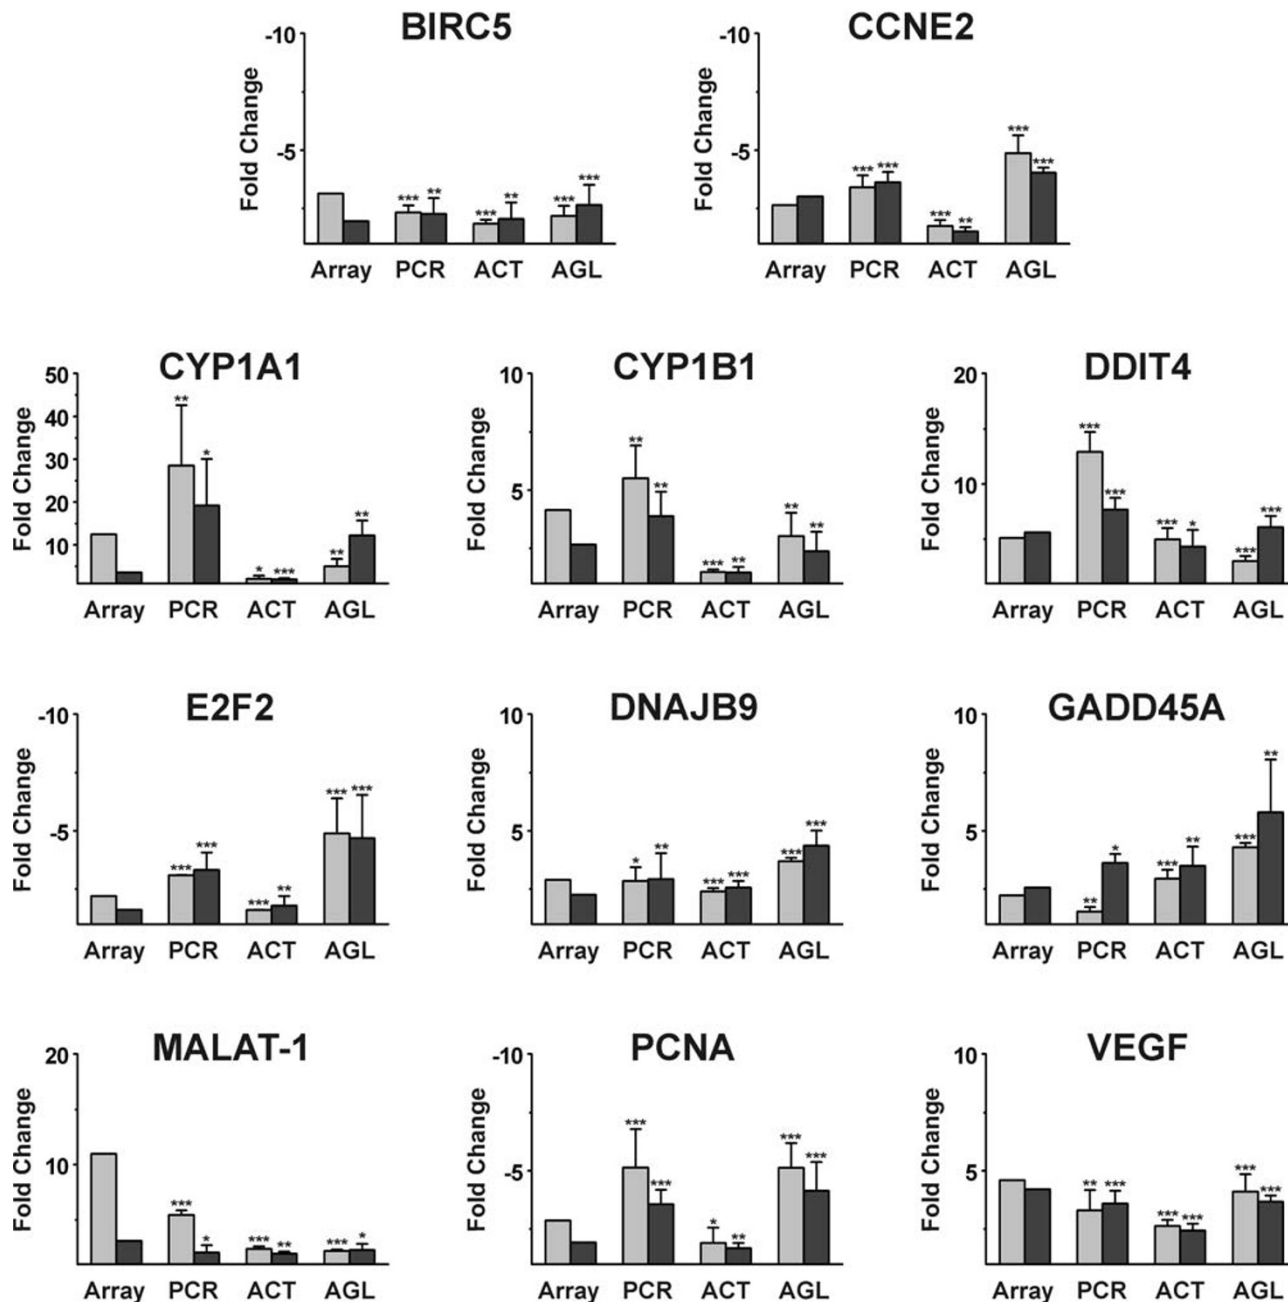 BIRC5 CCNE2
-10 -10
Fold Change Fold Change
-5 -5
*** *** *** ** *** ** *** *** *** *** *** ** *** ***
Array PCR ACT AGL Array PCR ACT AGL
CYP1A1 CYP1B1 DDIT4
50 10 20
40
30
20
10 5 10
Fold Change Fold Change Fold Change
** * * *** ** ** ** ** *** ** ** ** *** *** *** * *** ***
Array PCR ACT AGL Array PCR ACT AGL Array PCR ACT AGL
E2F2 DNAJB9 GADD45A
-10 10 10
Fold Change Fold Change Fold Change
-5 5 5
*** *** *** ** *** *** * ** *** *** *** *** ** * *** ** *** **
Array PCR ACT AGL Array PCR ACT AGL Array PCR ACT AGL
MALAT-1 PCNA VEGF
20 -10 10
Fold Change Fold Change Fold Change
10 -5 5
*** * *** ** *** * *** *** * ** *** *** ** *** *** *** *** ***
Array PCR ACT AGL Array PCR ACT AGL Array PCR ACT AGL